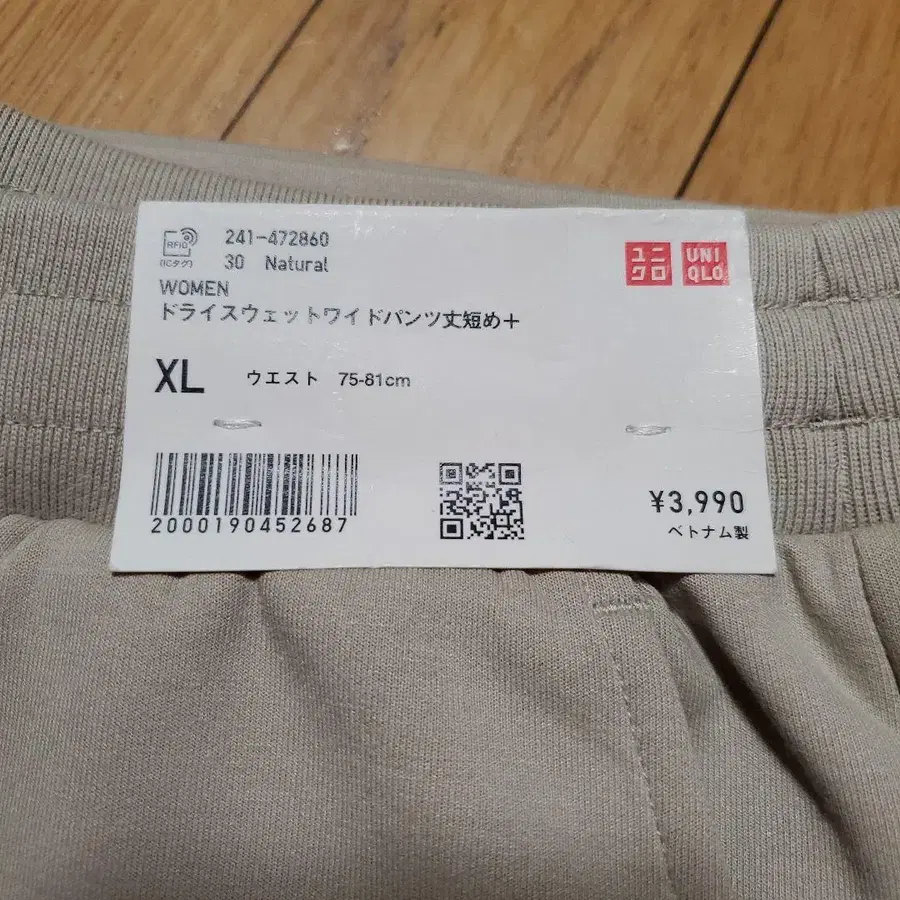 RFID
(ICタグ)
241-472860
30 Natural
WOMEN
ドライスウェットワイドパンツ丈短め+
ユニクロ
UNIQLO
XL ウエスト 75-81cm
2000190452687
¥3,990
ベトナム製